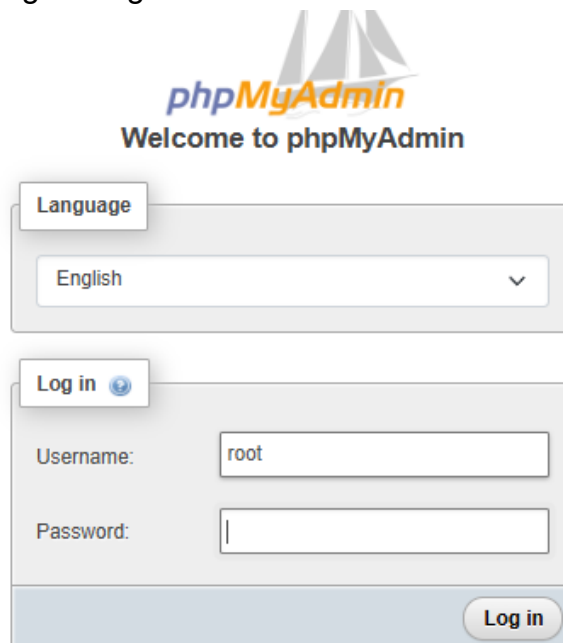 phpMyAdmin
Welcome to phpMyAdmin
Language
English
Log in
Username:
root
Password:
Log in